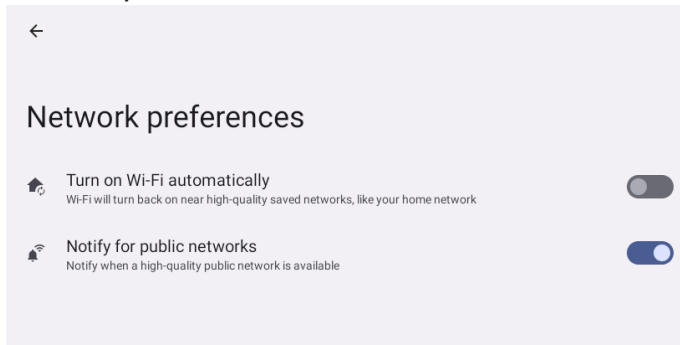 Network preferences
Turn on Wi-Fi automatically
Wi-Fi will turn back on near high-quality saved networks, like your home network
Notify for public networks
Notify when a high-quality public network is available